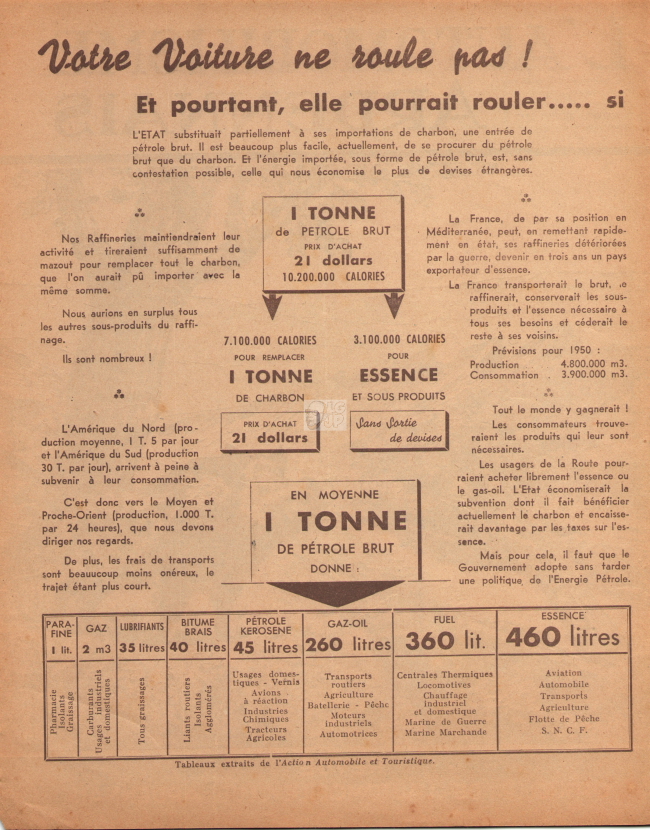 Votre Voiture ne roule pas !
Et pourtant, elle pourrait rouler..... si
L'ETAT substituait partiellement à ses importations de charbon, une entrée de
pétrole brut. Il est beaucoup plus facile, actuellement, de se procurer du pétrole
brut que du charbon. Et l'énergie importée, sous forme de pétrole brut, est, sans
contestation possible, celle qui nous économise le plus de devises étrangères.
Nos Raffineries maintiendraient leur
activité et tireraient suffisamment de
mazout pour remplacer tout le charbon,
que l'on aurait pû importer avec la
même somme.
Nous aurions en surplus tous
les autres sous-produits du raffi-
nage.
Ils sont nombreux !
L'Amérique du Nord (pro-
duction moyenne, 1 T. 5 par jour
et l'Amérique du Sud (production
30 T. par jour), arrivent à peine à
subvenir à leur consommation.
C'est donc vers le Moyen et
Proche-Orient (production, 1.000 T.
par 24 heures), que nous devons
diriger nos regards.
De plus, les frais de transports
sont beauucoup moins onéreux, le
trajet étant plus court.
1 TONNE
de PETROLE BRUT
PRIX D'ACHAT
21 dollars
10.200.000 CALORIES
7.100.000 CALORIES
POUR REMPLACER
1 TONNE
DE CHARBON
PRIX D'ACHAT
21 dollars
3.100.000 CALORIES
POUR
ESSENCE
ET SOUS PRODUITS
Sans Sortie
de devises
EN MOYENNE
1 TONNE
DE PÉTROLE BRUT
DONNE :
La France, de par sa position en
Méditerranée, peut, en remettant rapide-
ment en état, ses raffineries détériorées
par la guerre, devenir en trois ans un pays
exportateur d'essence.
La France transporterait le brut, le
raffinerait, conserverait les sous-
produits et l'essence nécessaire à
tous ses besoins et céderait le
reste à ses voisins.
Prévisions pour 1950 :
Production 4.800.000 m3.
Consommation . 3.900.000 m3.
Tout le monde y gagnerait !
Les consommateurs trouve-
raient les produits qui leur sont
nécessaires.
Les usagers de la Route pour-
raient acheter librement l'essence ou
le gas-oil. L'Etat économiserait la
subvention dont il fait bénéficier
actuellement le charbon et encaisse-
rait davantage par les taxes sur l'es-
sence.
Mais pour cela, il faut que le
Gouvernement adopte sans tarder
une politique de l'Energie Pétrole.
PARA-
FINE
1 lit.
Pharmacie
Isolants
Graissage
GAZ
2 m3
Carburants
Usages industriels
et domestiques
LUBRIFIANTS
35 litres
Tous graissages
BITUME
BRAIS
40 litres
Liants routiers
Isolants
Agglomérés
PÉTROLE
KEROSENE
45 litres
Usages domes-
tiques - Vernis
Avions
à réaction
Industries
Chimiques
Tracteurs
Agricoles
GAZ-OIL
260 litres
Transports
routiers
Agriculture
Batellerie - Pêche
Moteurs
industriels
Automotrices
FUEL
360 lit.
Centrales Thermiques
Locomotives
Chauffage
industriel
et domestique
Marine de Guerre
Marine Marchande
ESSENCE
460 litres
Aviation
Automobile
Transports
Agriculture
Flotte de Pêche
S. N. C. F.
Tableaux extraits de l'Action Automobile et Touristique.